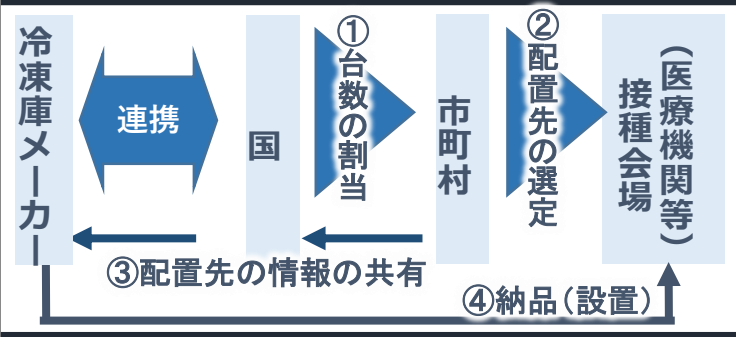 冷凍庫メーカー
連携
国
①台数の割当
市町村
②配置先の選定
(医療機関等)
接種会場
③配置先の情報の共有
④納品(設置)